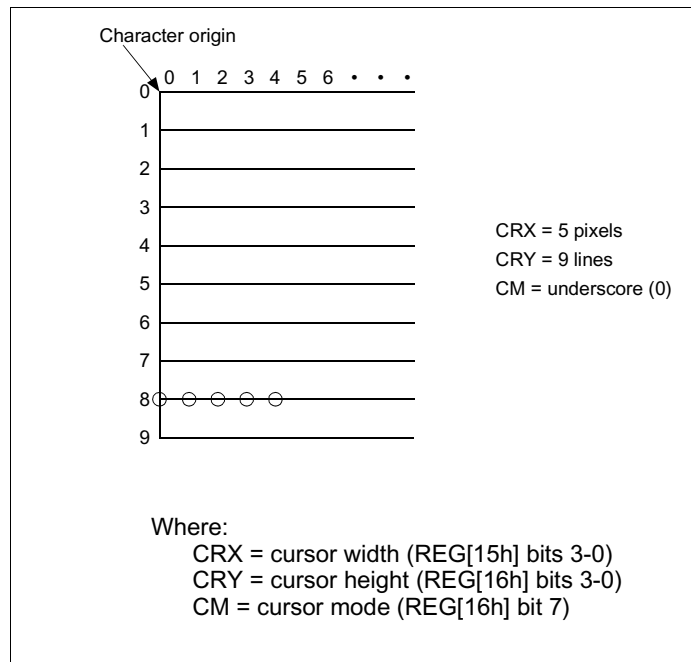 Character origin
0 1 2 3 4 5 6 • • •
0
1
2
3
CRX = 5 pixels
4
CRY = 9 lines
5
CM = underscore (0)
6
7
8
9
Where:
CRX = cursor width (REG[15h] bits 3-0)
CRY = cursor height (REG[16h] bits 3-0)
CM = cursor mode (REG[16h] bit 7)